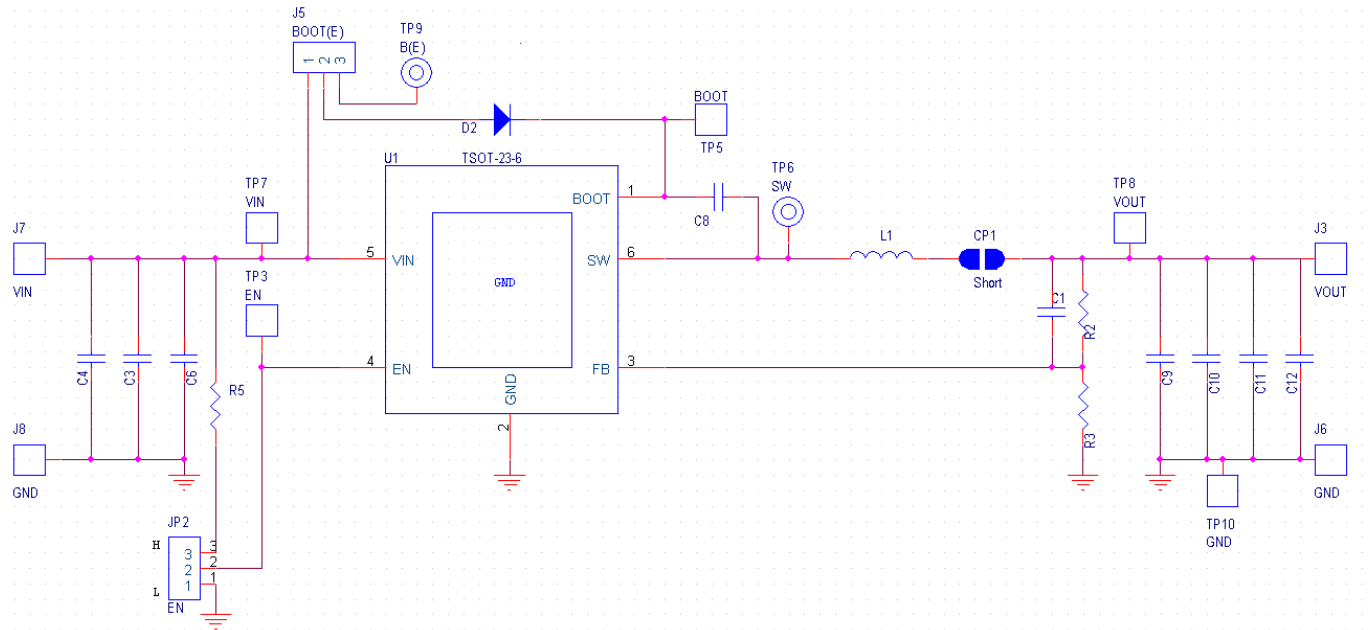 J5
BOOT(E)
1 2 3
TP9
B(E)
D2
BOOT
TP5
U1
TSOT-23-6
BOOT
1
C8
TP6
SW
TP7
VIN
J7
VIN
5
VIN
GND
SW
6
L1
CP1
Short
TP8
VOUT
J3
VOUT
TP3
EN
4
EN
GND
2
FB
3
C1
R2
R3
C4
C3
C6
R5
C9
C10
C11
C12
J8
GND
J6
GND
TP10
GND
JP2
H
3
3
2
2
1
1
L
EN